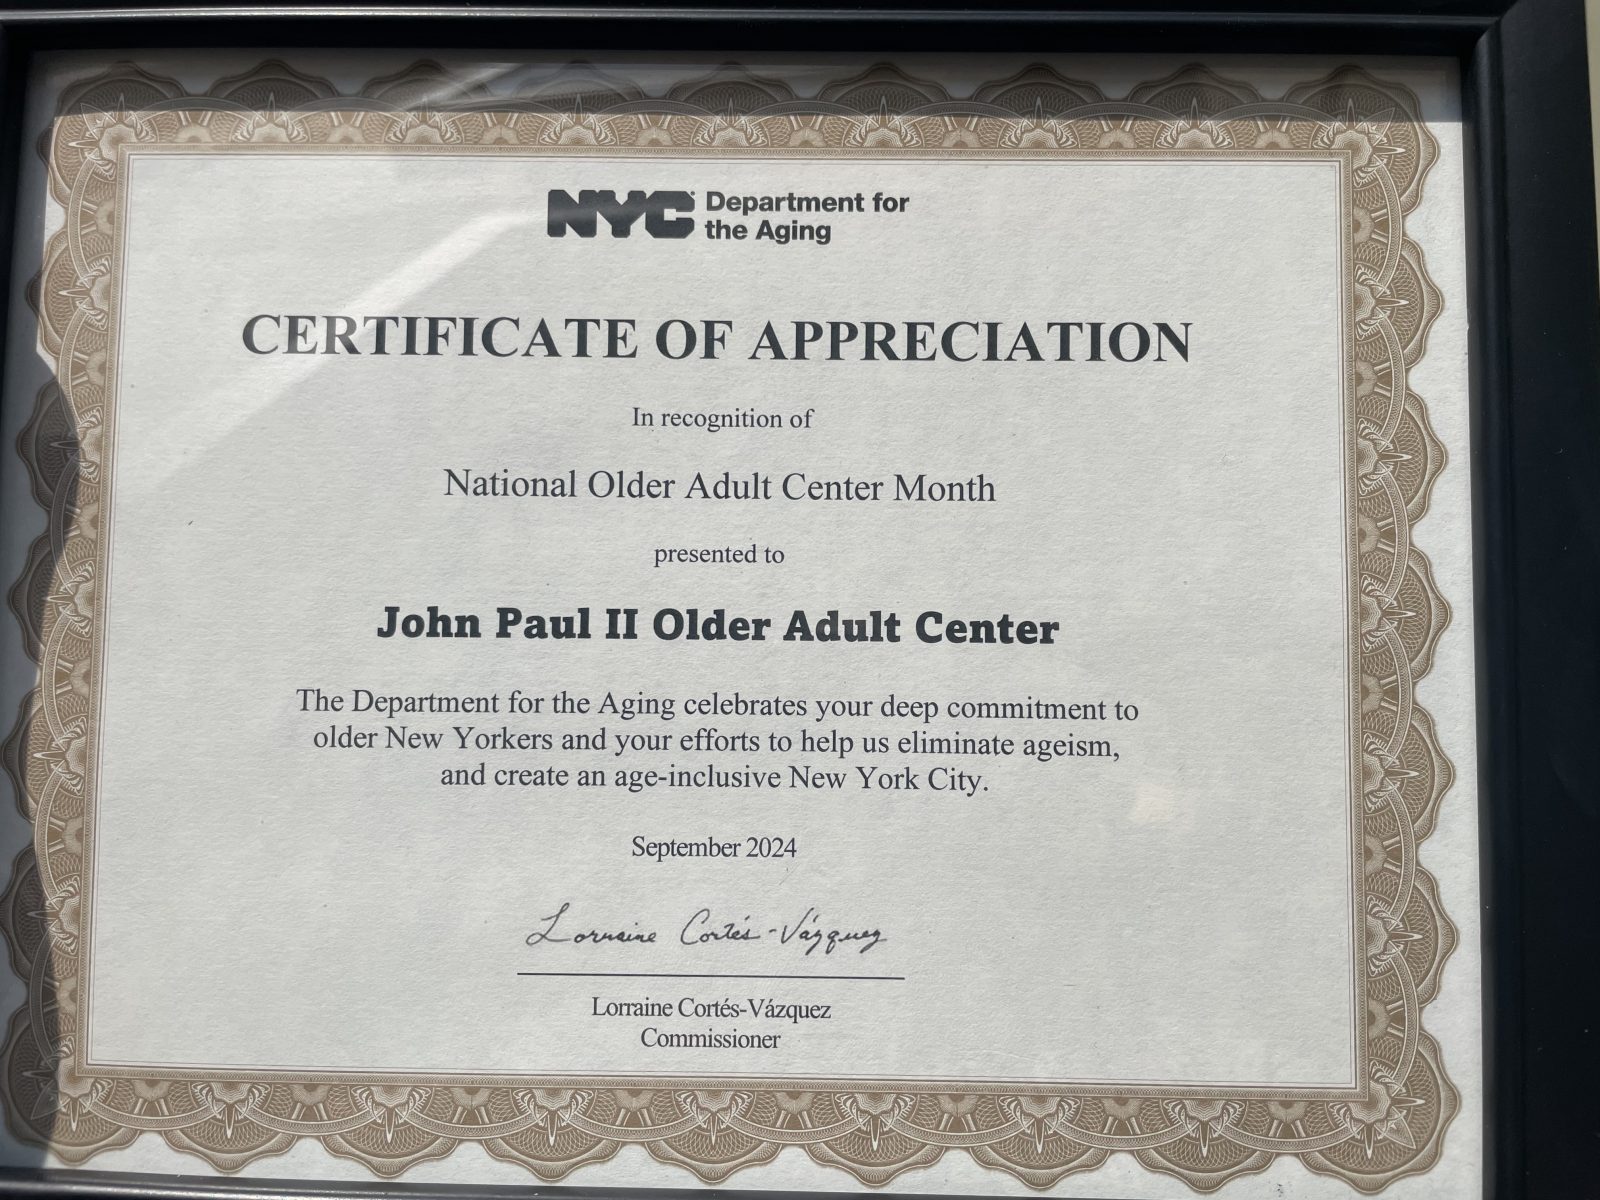 NYC Department for
the Aging
CERTIFICATE OF APPRECIATION
In recognition of
National Older Adult Center Month
presented to
John Paul II Older Adult Center
The Department for the Aging celebrates your deep commitment to
older New Yorkers and your efforts to help us eliminate ageism,
and create an age-inclusive New York City.
September 2024
Lorraine Cortés-Vázquez
Lorraine Cortés-Vázquez
Commissioner